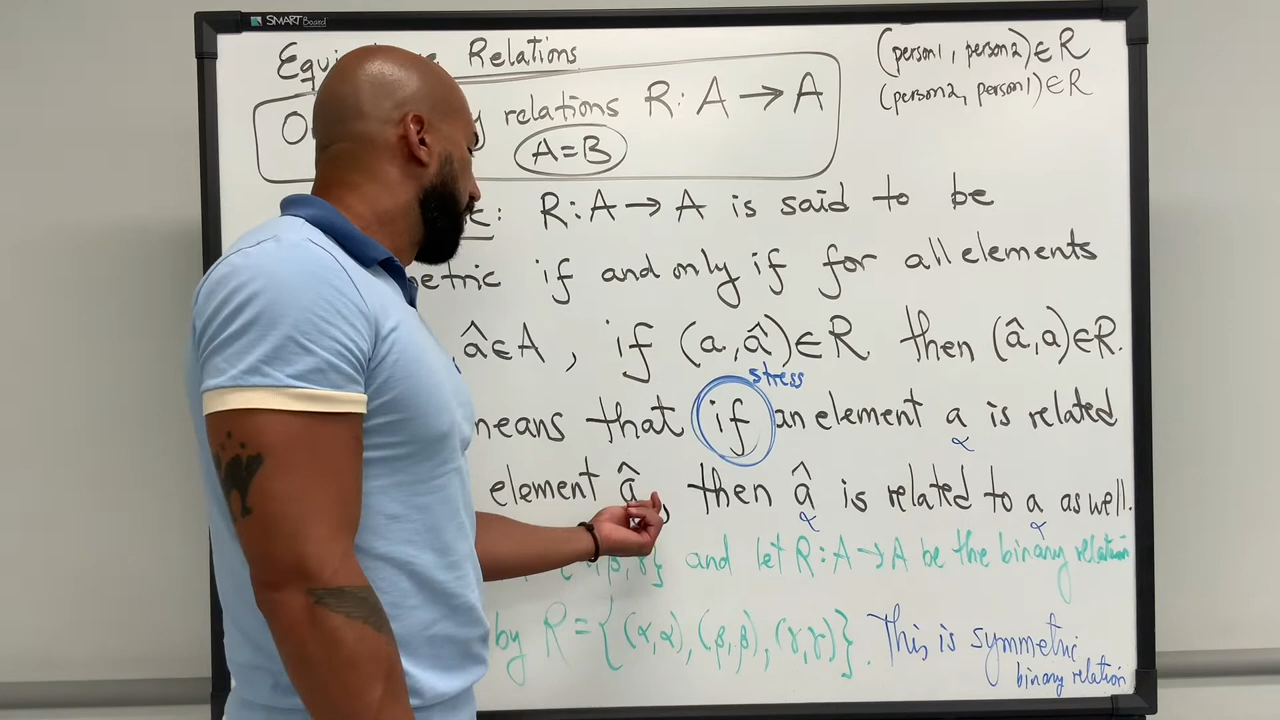 SMART Board
Relations
(person1, person2)∈R
(person2, person1)∈R
relations R: A → A
A=B
: R: A → A is said to be
if and only if for all elements
, â∈A, if (a, â)∈R then (â, a)∈R.
stress
means that if an element a is related
α
element â, then â is related to a as well.
α α
and let R: A → A be the binary relation
by R = {(α,α), (β,β), (γ,γ)}. This is symmetric
binary relation